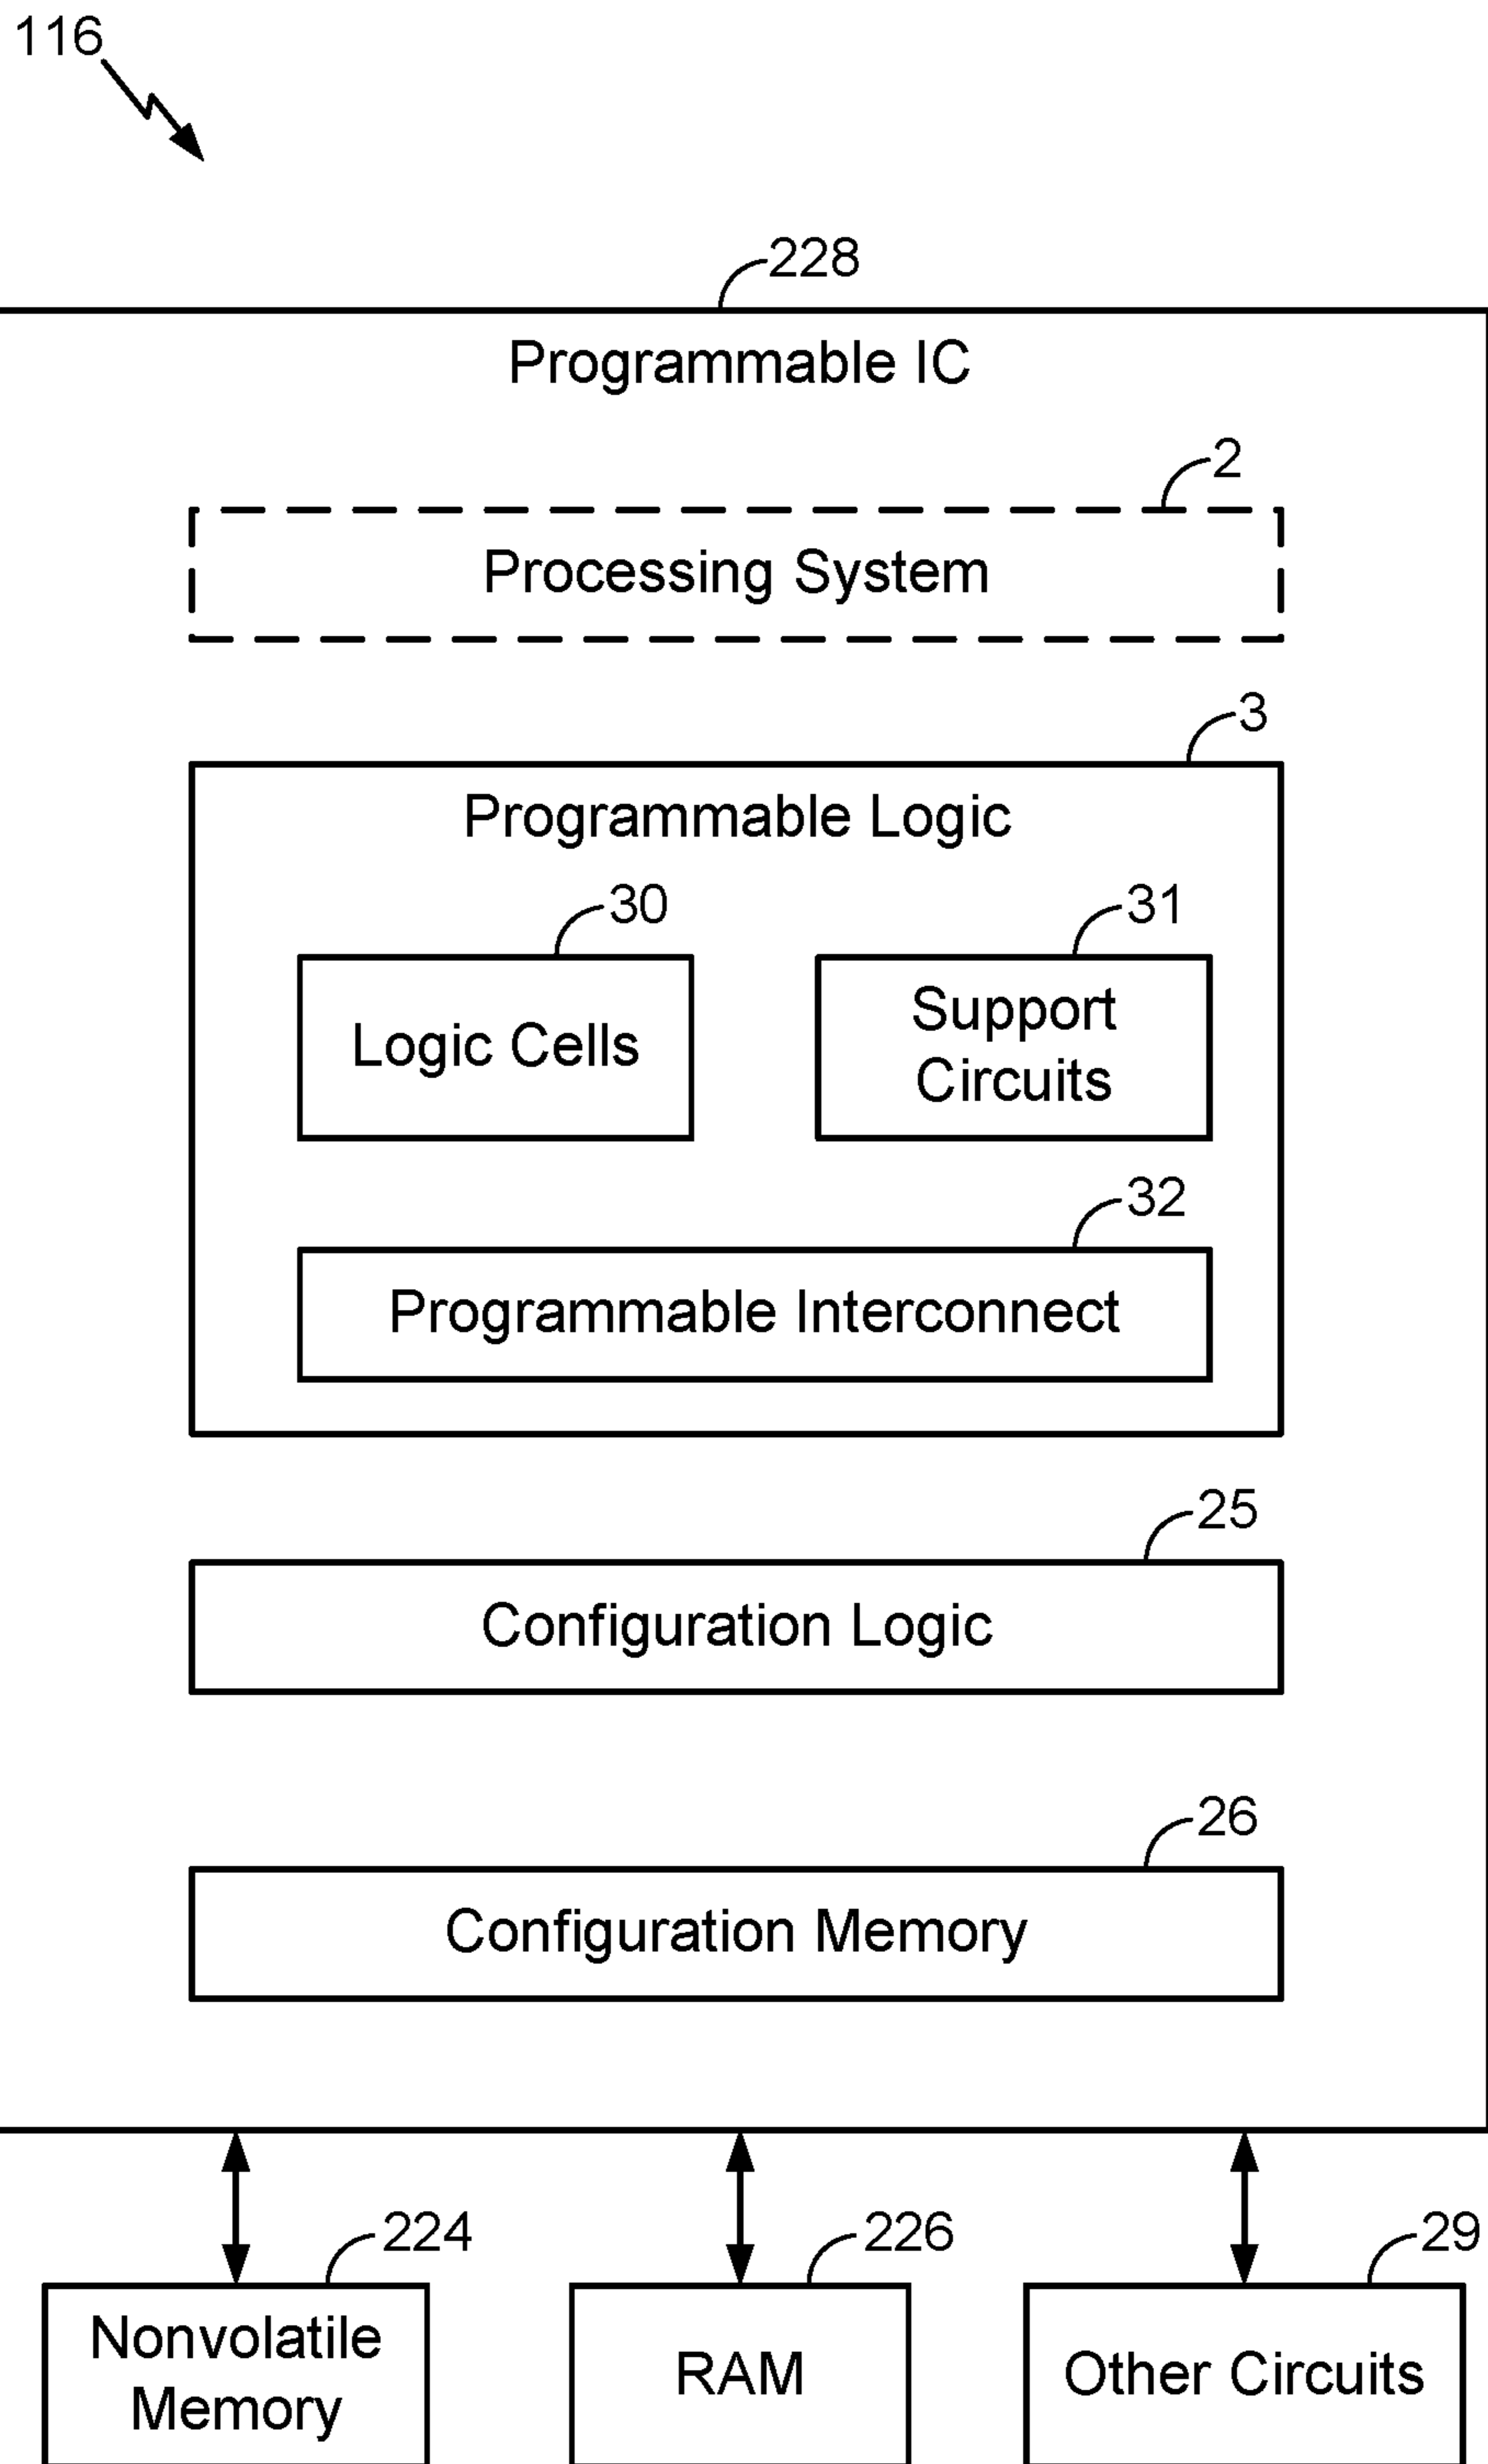 116
228
Programmable IC
2
Processing System
3
Programmable Logic
30
31
Logic Cells
Support
Circuits
32
Programmable Interconnect
25
Configuration Logic
26
Configuration Memory
224
226
29
Nonvolatile
Memory
RAM
Other Circuits